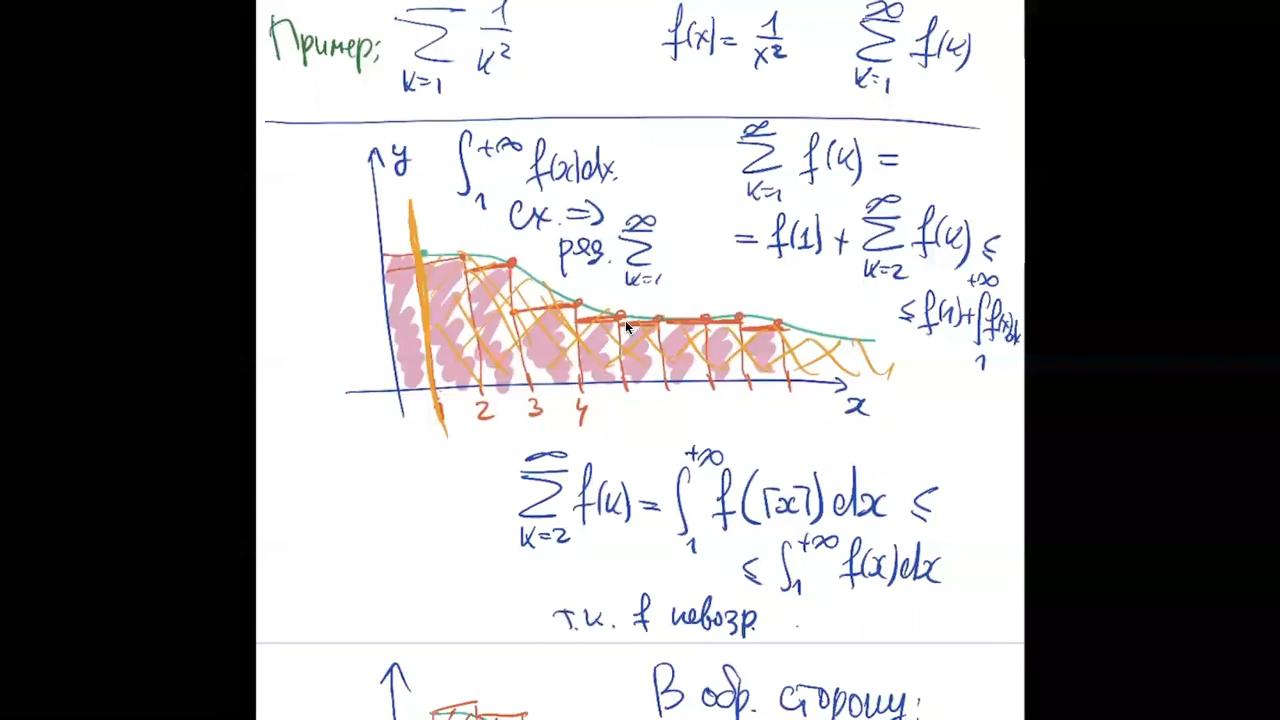 Пример: ∑_{k=1} 1/k²   f(x) = 1/x²   ∑_{k=1}^{∞} f(k)
y   ∫_1^{+∞} f(x)dx.   ∑_{k=1}^{∞} f(k) =
сх. ⇒
ряд ∑_{k=1}^{∞}   = f(1) + ∑_{k=2}^{∞} f(k) ≤
≤ f(1) + ∫_1^{+∞} f(x)dx
1 2 3 4   x
∑_{k=2}^{∞} f(k) = ∫_1^{+∞} f(⌈x⌉) dx ≤
≤ ∫_1^{+∞} f(x)dx
т.к. f невозр.
В обр. сторону: